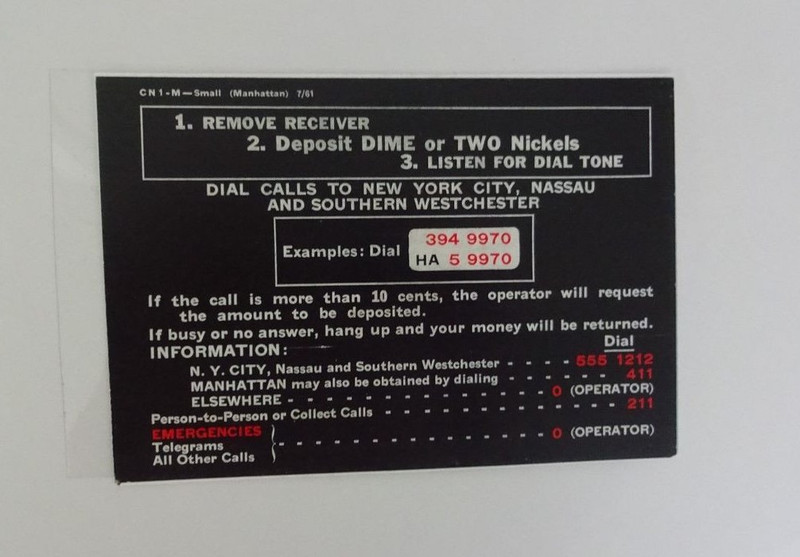 CN1-M—Small (Manhattan) 7/61
1. REMOVE RECEIVER
2. Deposit DIME or TWO Nickels
3. LISTEN FOR DIAL TONE
DIAL CALLS TO NEW YORK CITY, NASSAU
AND SOUTHERN WESTCHESTER
Examples: Dial
394 9970
HA 5 9970
If the call is more than 10 cents, the operator will request
the amount to be deposited.
If busy or no answer, hang up and your money will be returned.
INFORMATION:
Dial
N. Y. CITY, Nassau and Southern Westchester - - - - 555 1212
MANHATTAN may also be obtained by dialing - - - - - - 411
ELSEWHERE - - - - - - - - - - - - - - - - 0 (OPERATOR)
Person-to-Person or Collect Calls - - - - - - - - - - - - - - 211
EMERGENCIES
Telegrams - - - - - - - - - - - - - - - - 0 (OPERATOR)
All Other Calls